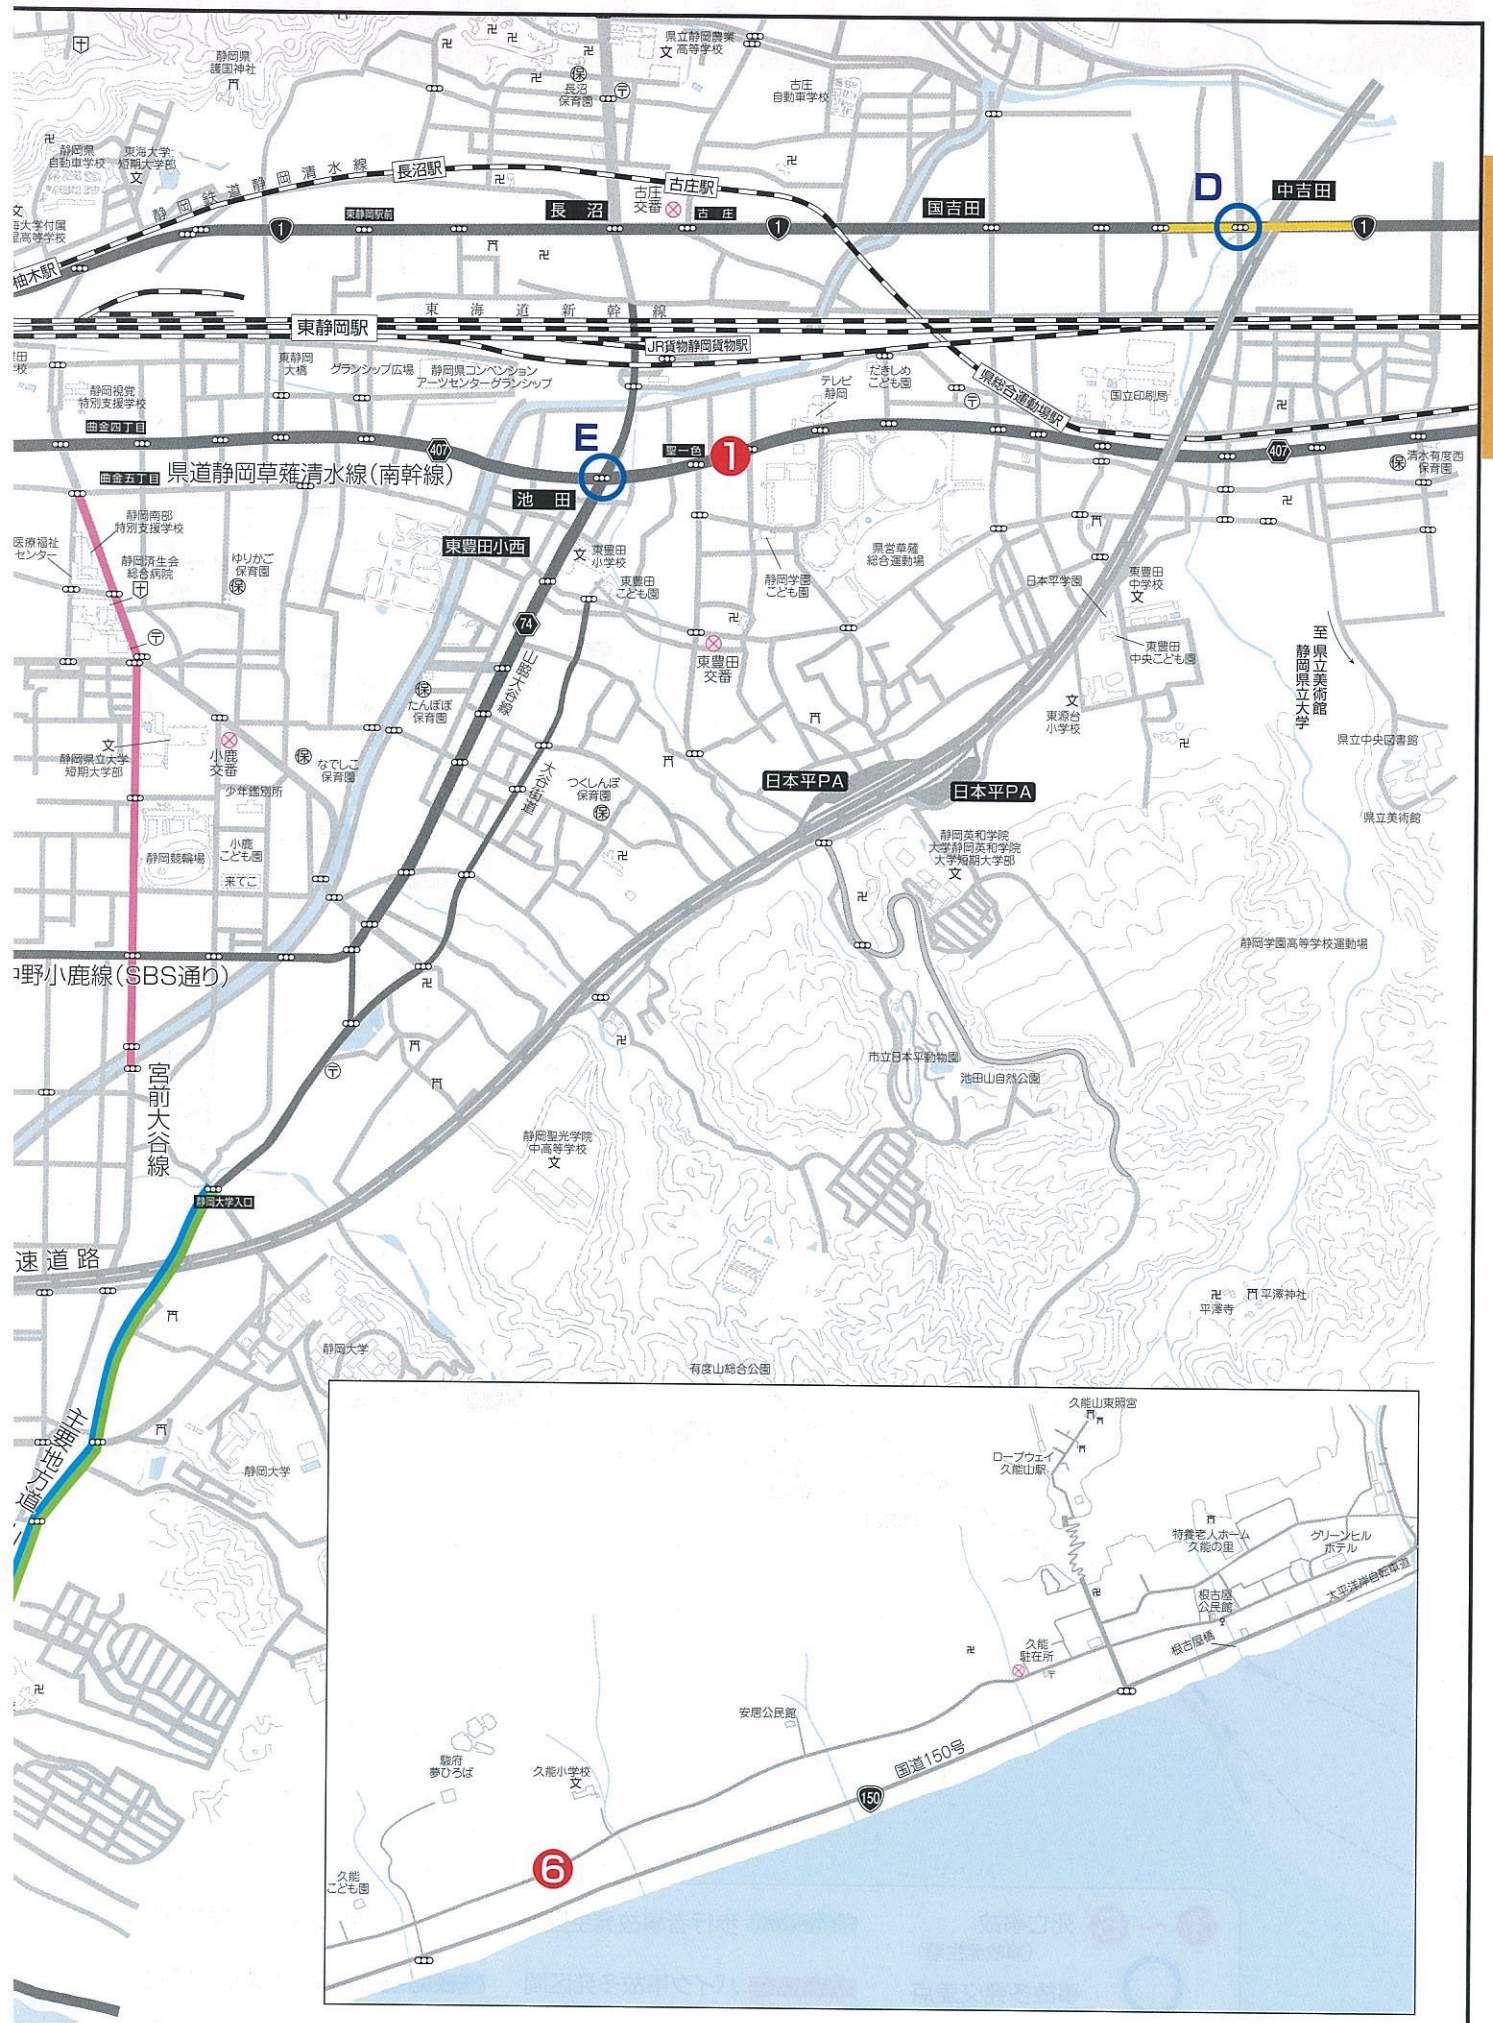 静岡県
護国神社
県立静岡農業
高等学校
文
保
長沼
保育園
古庄
自動車学校
静岡県
自動車学校
東海大学
短期大学部
文
静岡鉄道静岡清水線
長沼駅
古庄
交番
古庄駅
文
柚木駅
1
東静岡駅前
長沼
古庄
1
国吉田
D
中吉田
1
東海道新幹線
東静岡駅
JR貨物静岡貨物駅
東静岡
大橋
グランシップ広場
静岡県コンベンション
アーツセンターグランシップ
テレビ
静岡
だきしめ
こども園
県総合運動場駅
国立印刷局
静岡視覚
特別支援学校
曲金四丁目
407
E
聖一色
1
407
保
清水有度西
保育園
曲金五丁目
県道静岡草薙清水線(南幹線)
池田
静岡南部
特別支援学校
医療福祉
センター
静岡済生会
総合病院
ゆりかご
保育園
保
東豊田小西
文
東豊田
小学校
東豊田
こども園
静岡学園
こども園
県営草薙
総合運動場
日本平学園
東豊田
中学校
文
東豊田
中央こども園
74
山脇大谷線
東豊田
交番
至 県立美術館
静岡県立大学
保
たんぽぽ
保育園
文
東源台
小学校
文
静岡県立大学
短期大学部
小鹿
交番
保
なでしこ
保育園
県立中央図書館
少年鑑別所
大谷街道
つくしんぼ
保育園
保
日本平PA
日本平PA
県立美術館
静岡競輪場
小鹿
こども園
来てこ
静岡英和学院
大学静岡英和学院
大学短期大学部
文
静岡学園高等学校運動場
中野小鹿線(SBS通り)
市立日本平動物園
池田山自然公園
宮前大谷線
静岡聖光学院
中高等学校
文
静岡大学入口
速道路
平澤寺
平澤神社
静岡大学
有度山総合公園
主要地方道
静岡大学
久能山東照宮
ロープウェイ
久能山駅
特養老人ホーム
久能の里
グリーンヒル
ホテル
太平洋岸自転車道
根古屋
公民館
根古屋橋
久能
駐在所
安居公民館
国道150号
150
駿府
夢ひろば
久能小学校
文
6
久能
こども園